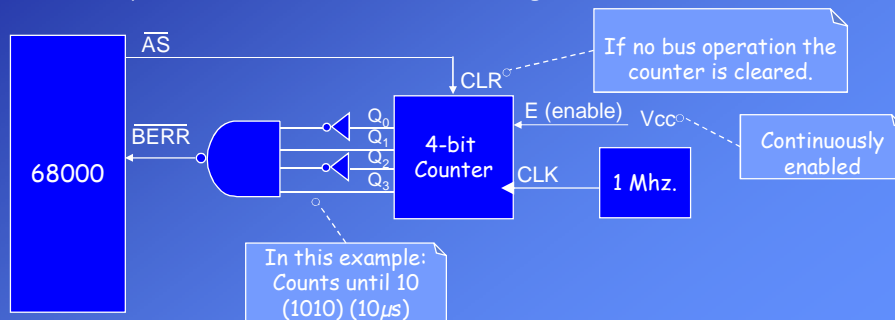 AS
If no bus operation the
counter is cleared.
CLR
E (enable)
Vcc
Q0
Q1
Q2
Q3
BERR
4-bit
Counter
Continuously
enabled
68000
CLK
1 Mhz.
In this example:
Counts until 10
(1010) (10µs)